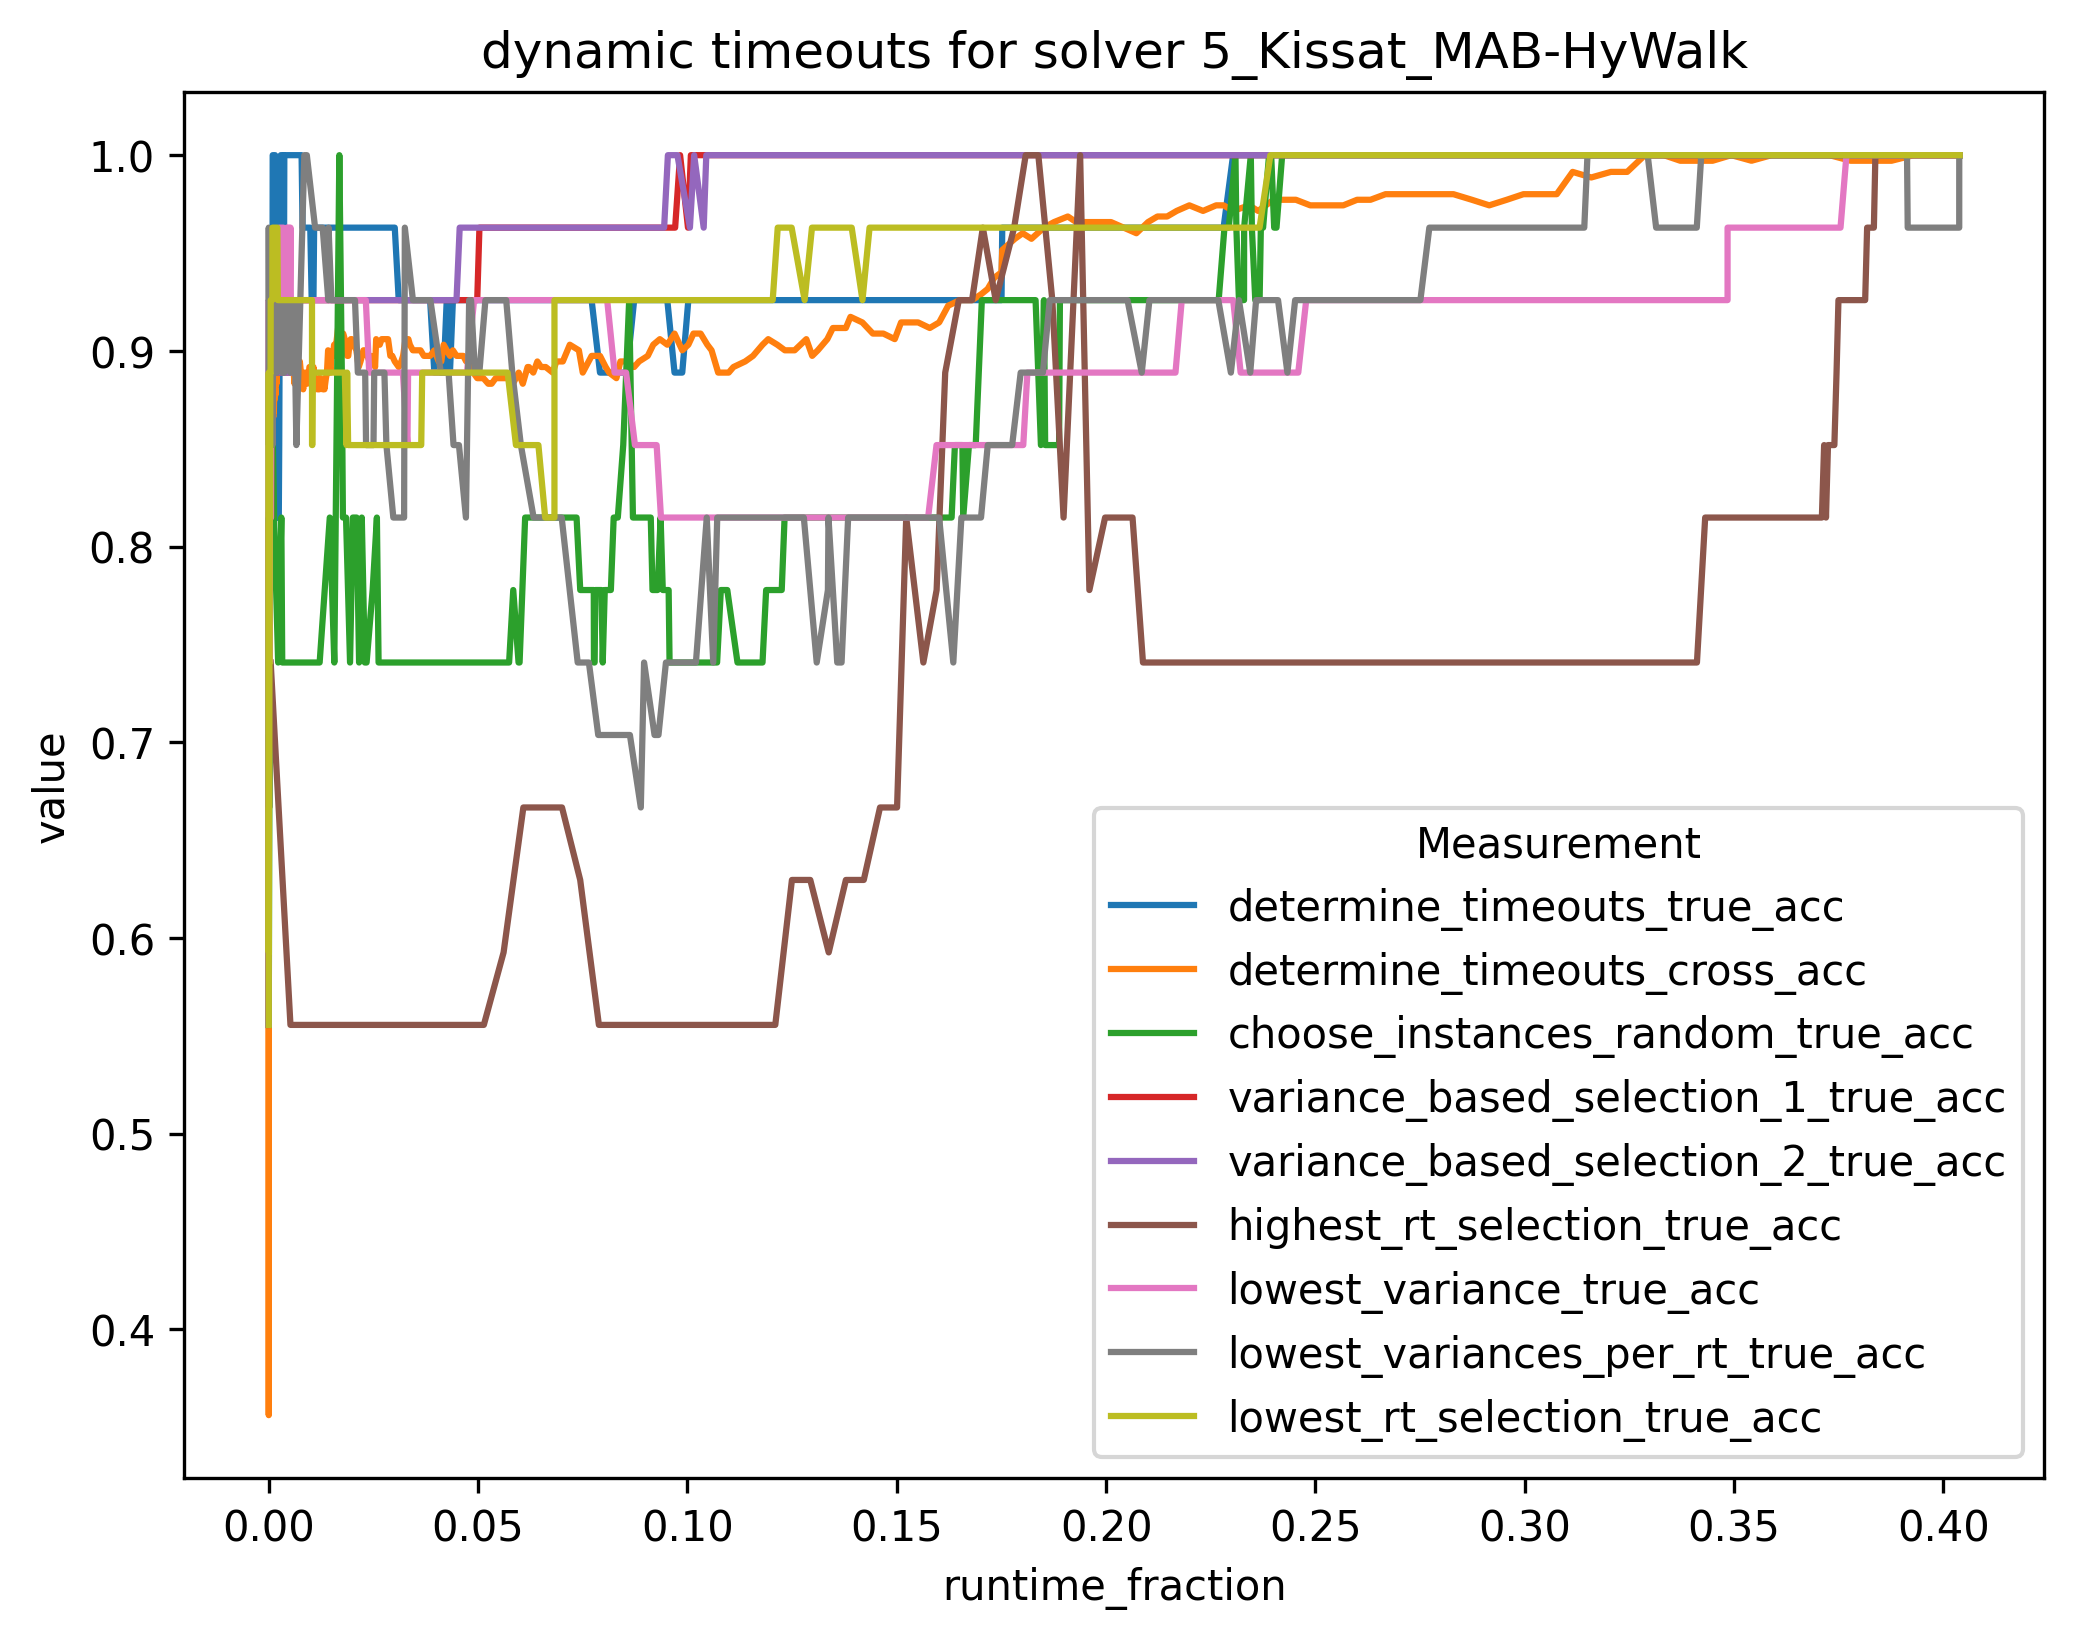 dynamic timeouts for solver 5_Kissat_MAB-HyWalk
1.0
0.9
0.8
0.7
0.6
0.5
0.4
value
Measurement
determine_timeouts_true_acc
determine_timeouts_cross_acc
choose_instances_random_true_acc
variance_based_selection_1_true_acc
variance_based_selection_2_true_acc
highest_rt_selection_true_acc
lowest_variance_true_acc
lowest_variances_per_rt_true_acc
lowest_rt_selection_true_acc
0.00 0.05 0.10 0.15 0.20 0.25 0.30 0.35 0.40
runtime_fraction